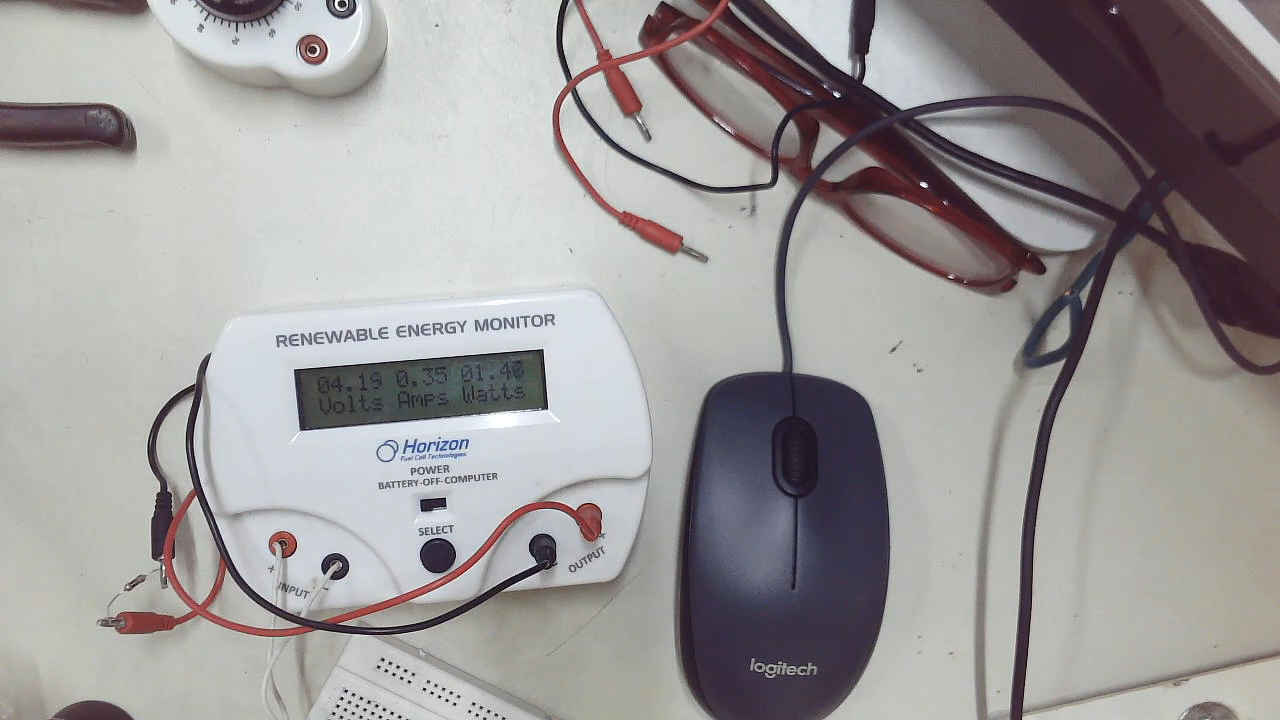 RENEWABLE ENERGY MONITOR
04.19 0.35 01.46
Volts Amps Watts
Horizon
Fuel Cell Technologies
POWER
BATTERY-OFF-COMPUTER
SELECT
+ INPUT -
- OUTPUT +
logitech